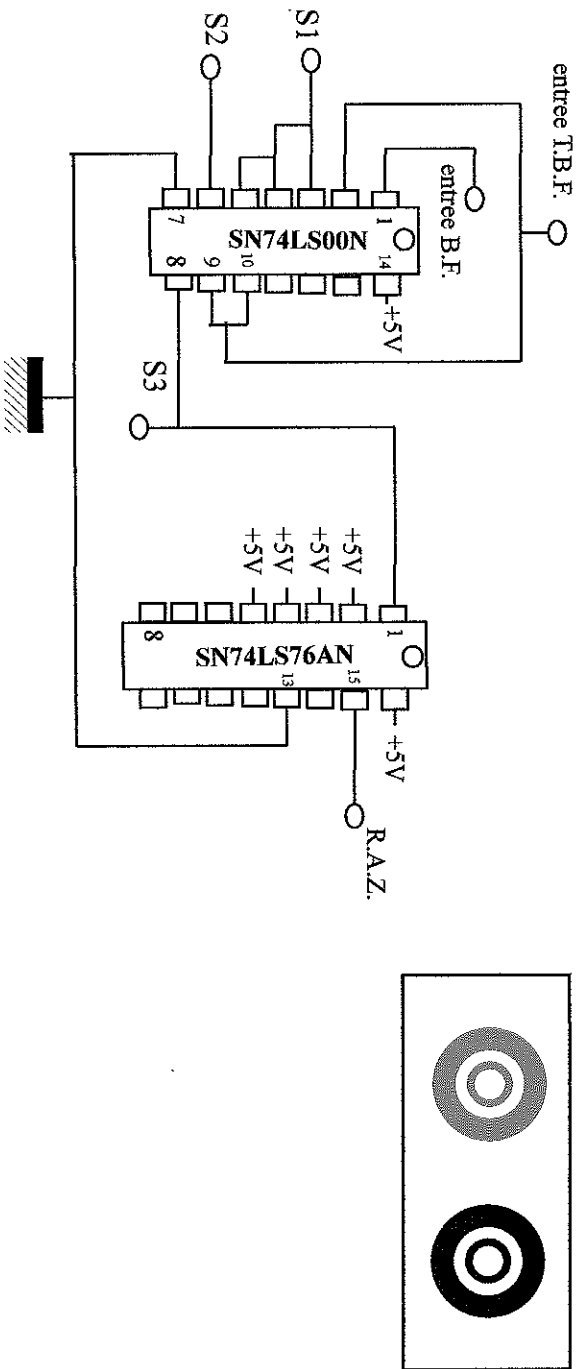 entree T.B.F.
entree B.F.
S1
S2
1
7
SN74LS00N
14
10
9
8
+5V
S3
+5V
+5V
+5V
+5V
1
8
SN74LS76AN
15
13
+5V
R.A.Z.